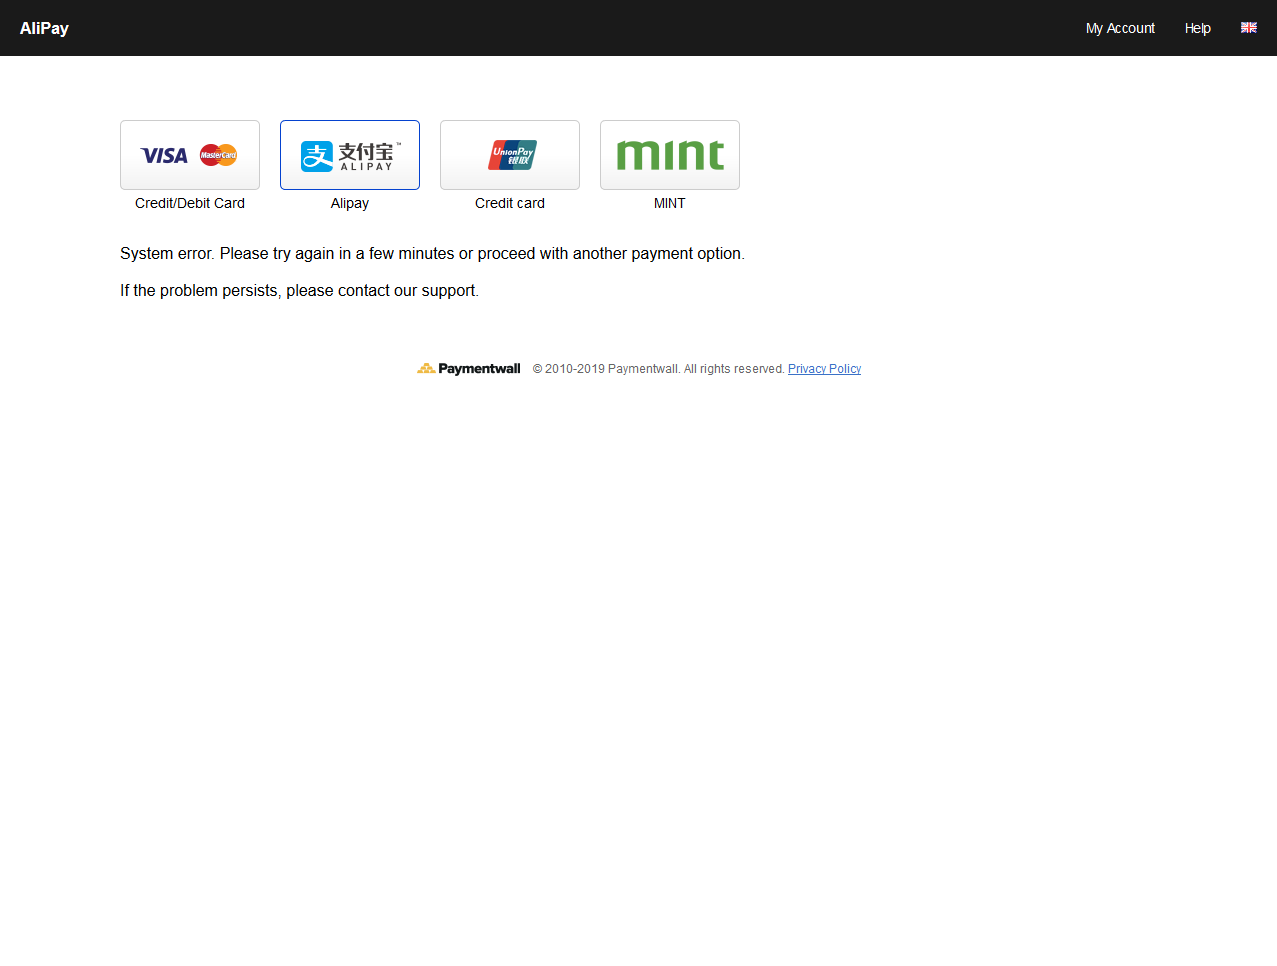 AliPay
My Account Help
VISA MasterCard
支付宝™
ALIPAY
UnionPay
银联
mint
Credit/Debit Card Alipay Credit card MINT
System error. Please try again in a few minutes or proceed with another payment option.
If the problem persists, please contact our support.
Paymentwall © 2010-2019 Paymentwall. All rights reserved. Privacy Policy